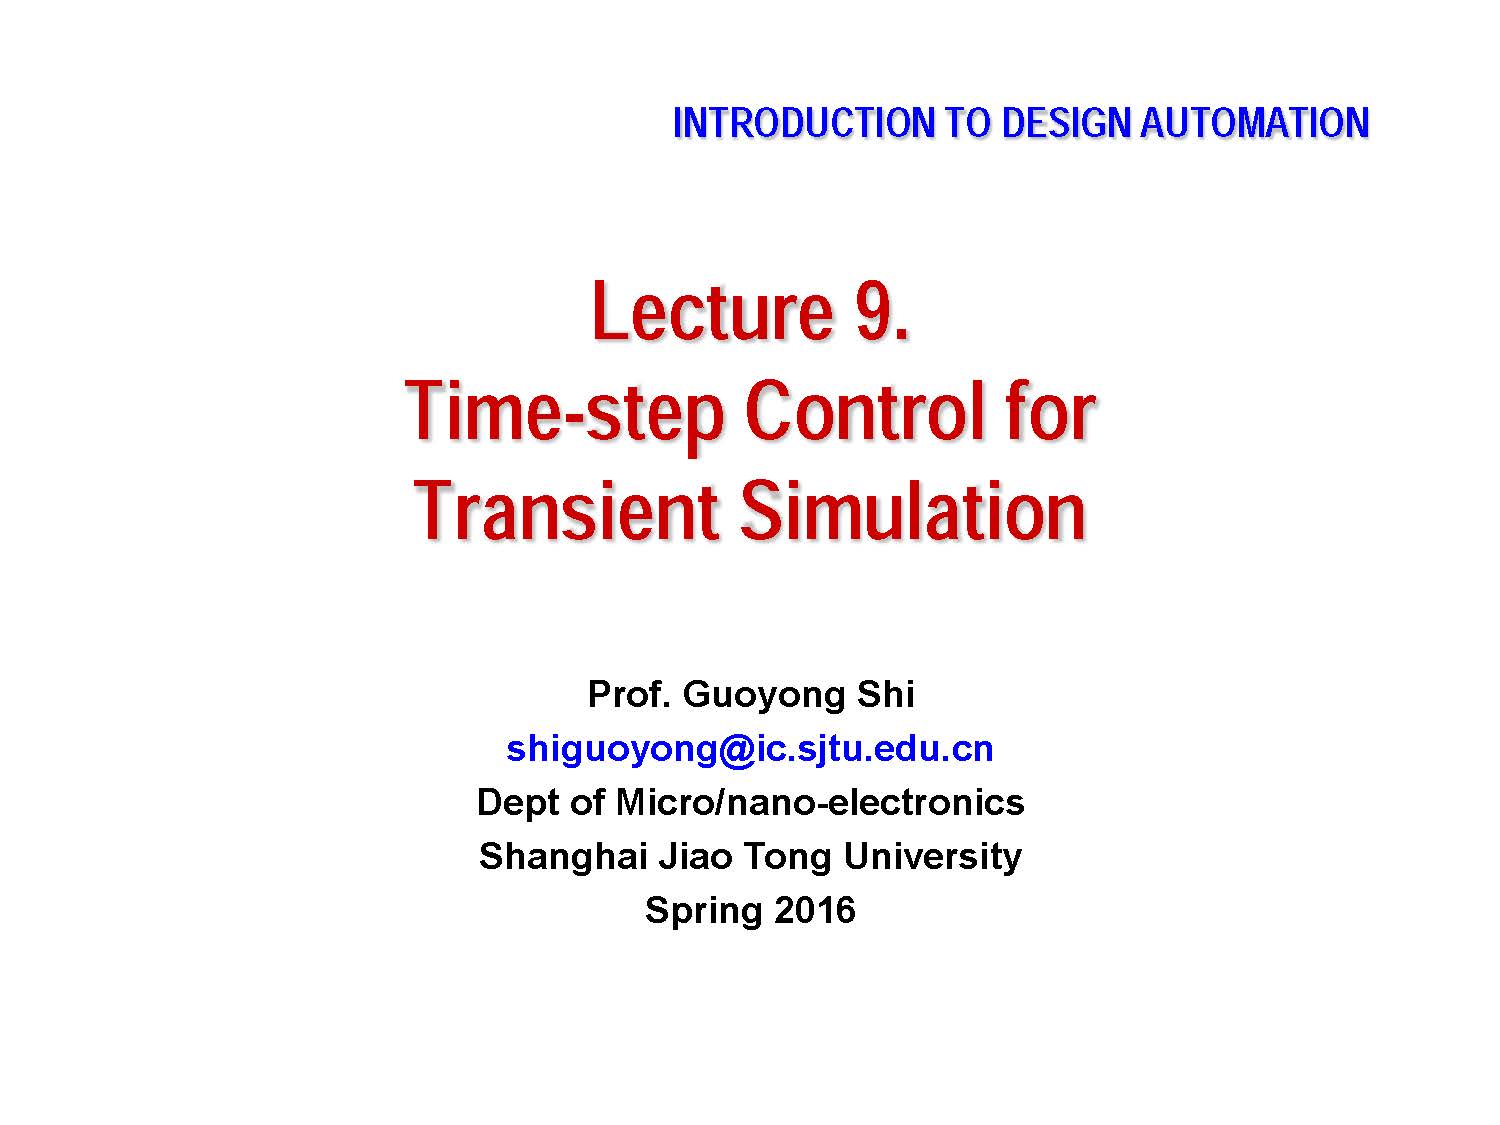 INTRODUCTION TO DESIGN AUTOMATION
Lecture 9.
Time-step Control for
Transient Simulation
Prof. Guoyong Shi
shiguoyong@ic.sjtu.edu.cn
Dept of Micro/nano-electronics
Shanghai Jiao Tong University
Spring 2016